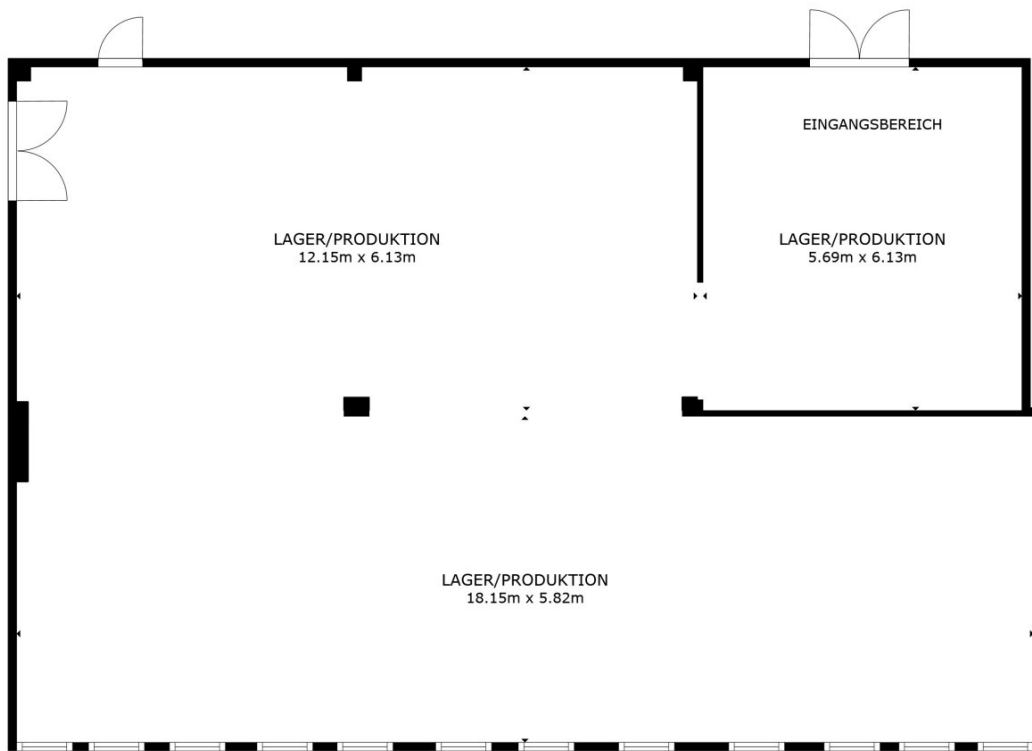 EINGANGSBEREICH
LAGER/PRODUKTION
12.15m x 6.13m
LAGER/PRODUKTION
5.69m x 6.13m
LAGER/PRODUKTION
18.15m x 5.82m